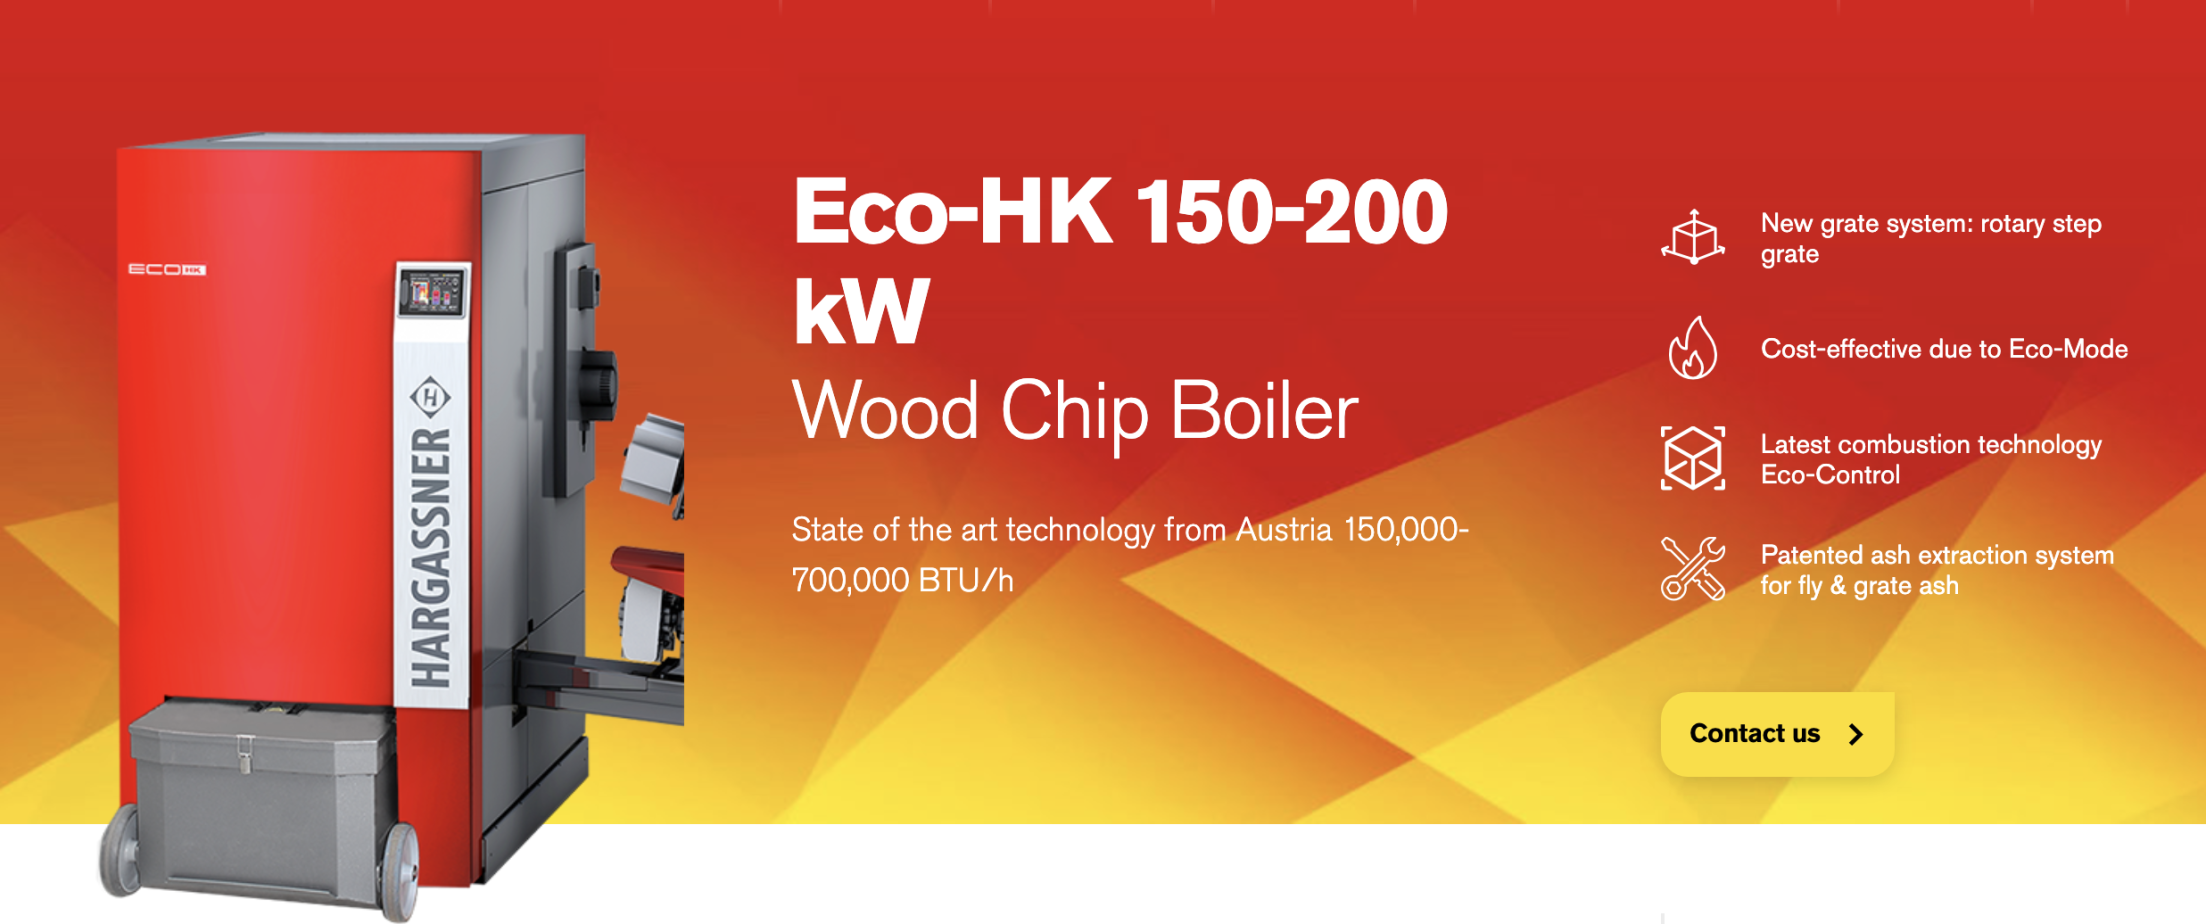 ECO HK
HARGASSNER
Eco-HK 150-200
kW
Wood Chip Boiler
State of the art technology from Austria 150,000-
700,000 BTU/h
New grate system: rotary step
grate
Cost-effective due to Eco-Mode
Latest combustion technology
Eco-Control
Patented ash extraction system
for fly & grate ash
Contact us